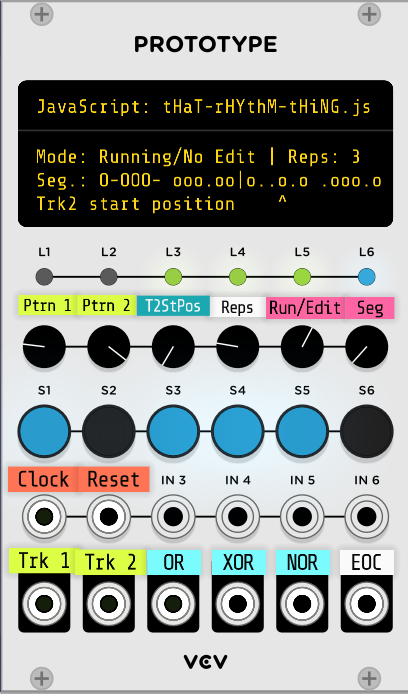 PROTOTYPE
JavaScript: tHaT-rHYthM-tHiNG.js
Mode: Running/No Edit | Reps: 3
Seg.: O-OOO- ooo.oo|o..o.o .ooo.o
Trk2 start position ^
L1 L2 L3 L4 L5 L6
Ptrn 1 Ptrn 2 T2StPos Reps Run/Edit Seg
S1 S2 S3 S4 S5 S6
Clock Reset IN 3 IN 4 IN 5 IN 6
Trk 1 Trk 2 OR XOR NOR EOC
VCV